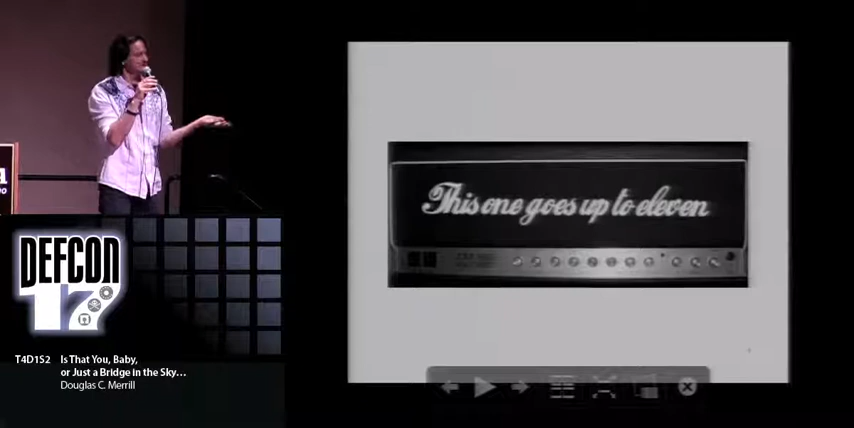 This one goes up to eleven
DEFCON
17
T4D1S2 Is That You, Baby,
or Just a Bridge in the Sky...
Douglas C. Merrill